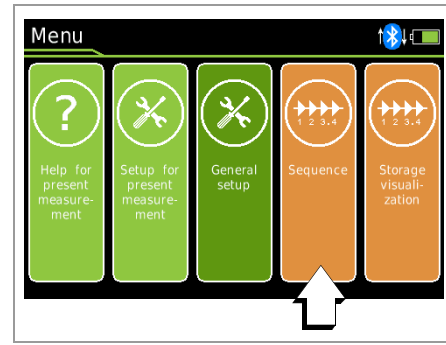 Menu
?
Help for
present
measure-
ment
Setup for
present
measure-
ment
General
setup
1 2 3.4
Sequence
1 2 3.4
Storage
visuali-
zation